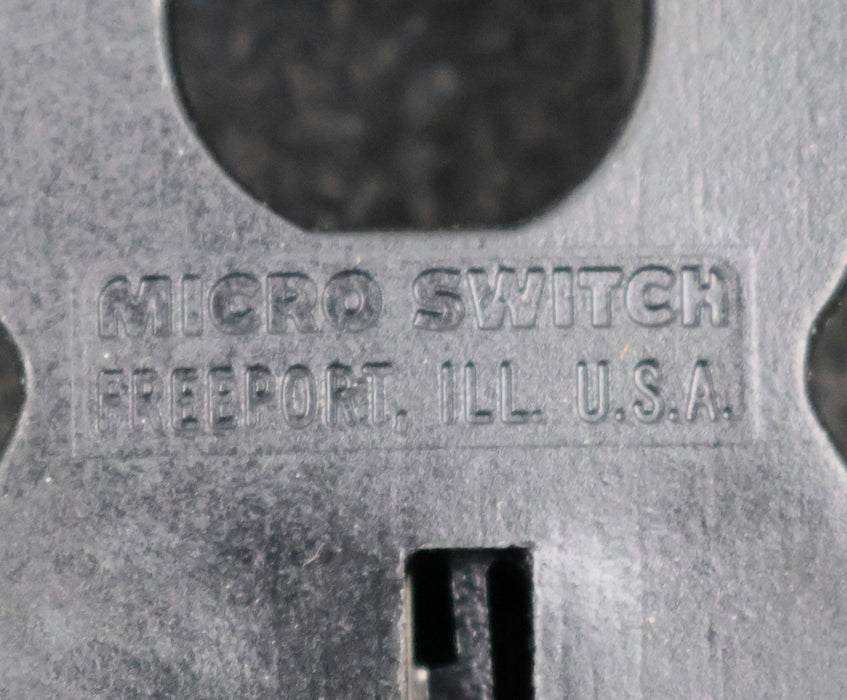 MICRO SWITCH
FREEPORT, ILL. U.S.A.